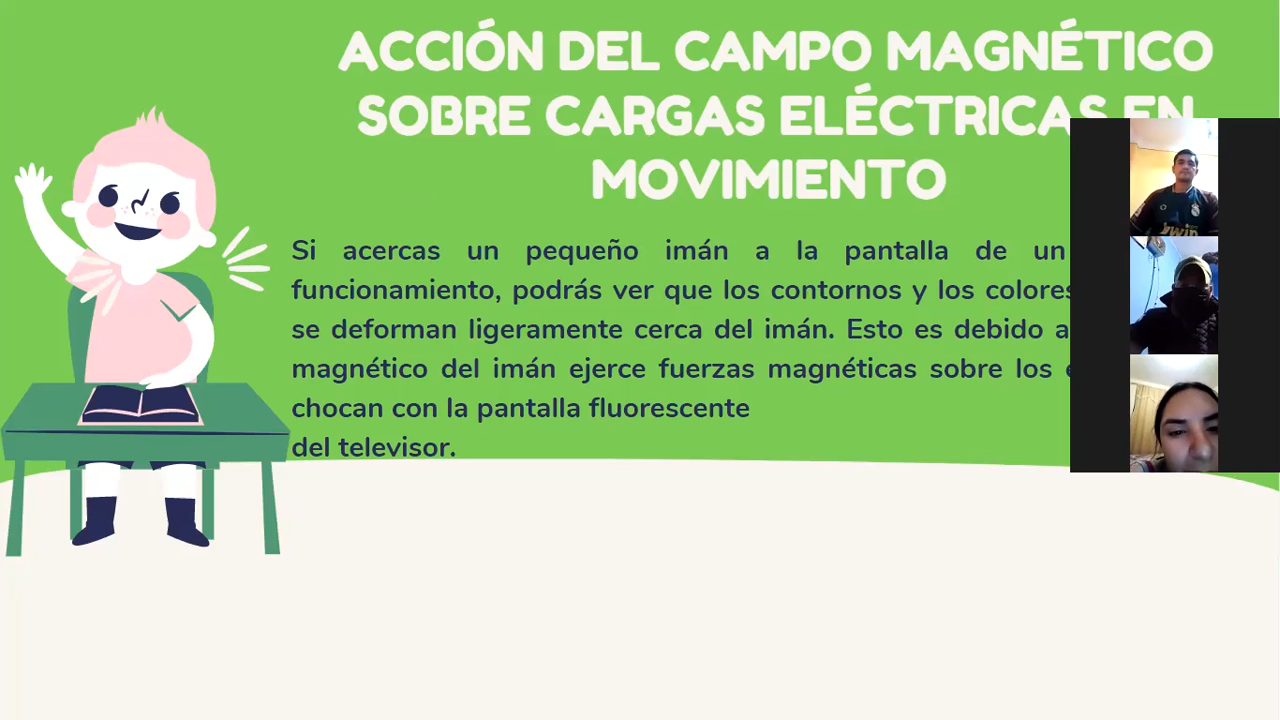 ACCIÓN DEL CAMPO MAGNÉTICO
SOBRE CARGAS ELÉCTRICAS EN
MOVIMIENTO
Si acercas un pequeño imán a la pantalla de un
funcionamiento, podrás ver que los contornos y los colores
se deforman ligeramente cerca del imán. Esto es debido a
magnético del imán ejerce fuerzas magnéticas sobre los
chocan con la pantalla fluorescente
del televisor.